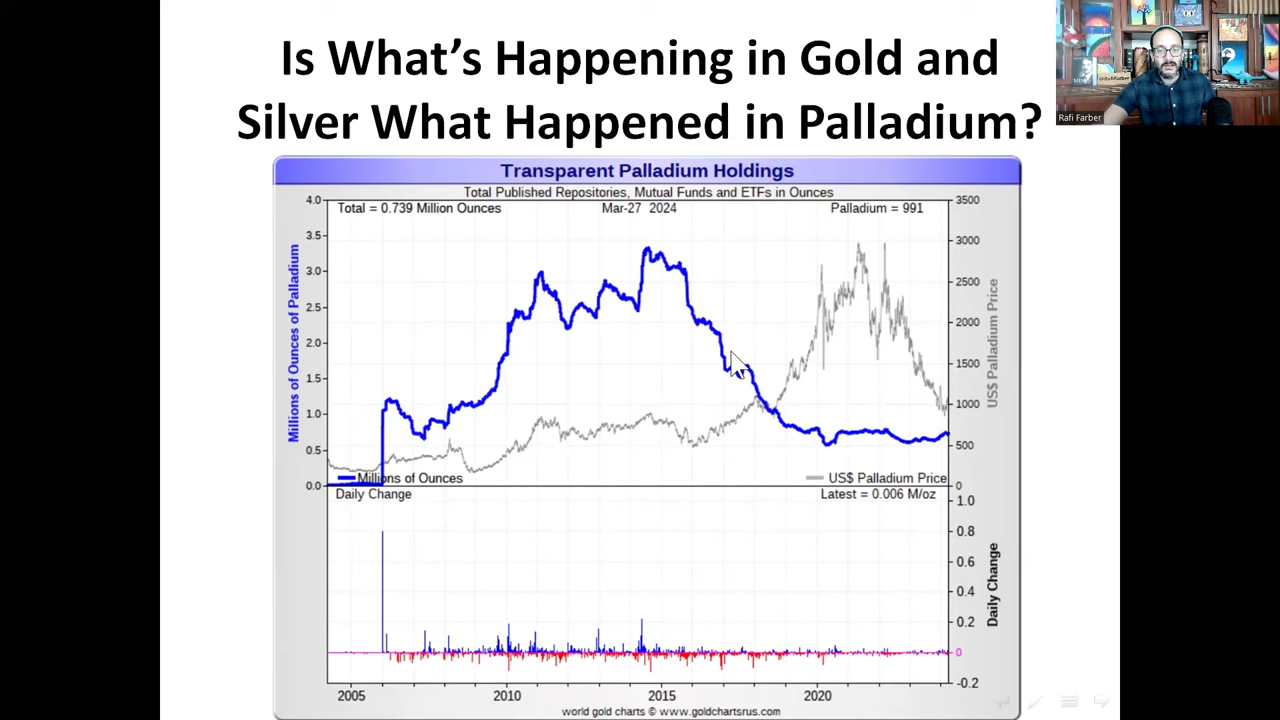 Is What's Happening in Gold and
Silver What Happened in Palladium?
Rafi Farber
Transparent Palladium Holdings
Total Published Repositories, Mutual Funds and ETFs in Ounces
Total = 0.739 Million Ounces Mar-27 2024 Palladium = 991
4.0
3.5
3.0
2.5
2.0
1.5
1.0
0.5
0.0
Millions of Ounces of Palladium
3500
3000
2500
2000
1500
1000
500
0
US$ Palladium Price
Millions of Ounces US$ Palladium Price
Daily Change Latest = 0.006 M/oz
1.0
0.8
0.6
0.4
0.2
0
-0.2
Daily Change
2005 2010 2015 2020
world gold charts © www.goldchartsrus.com